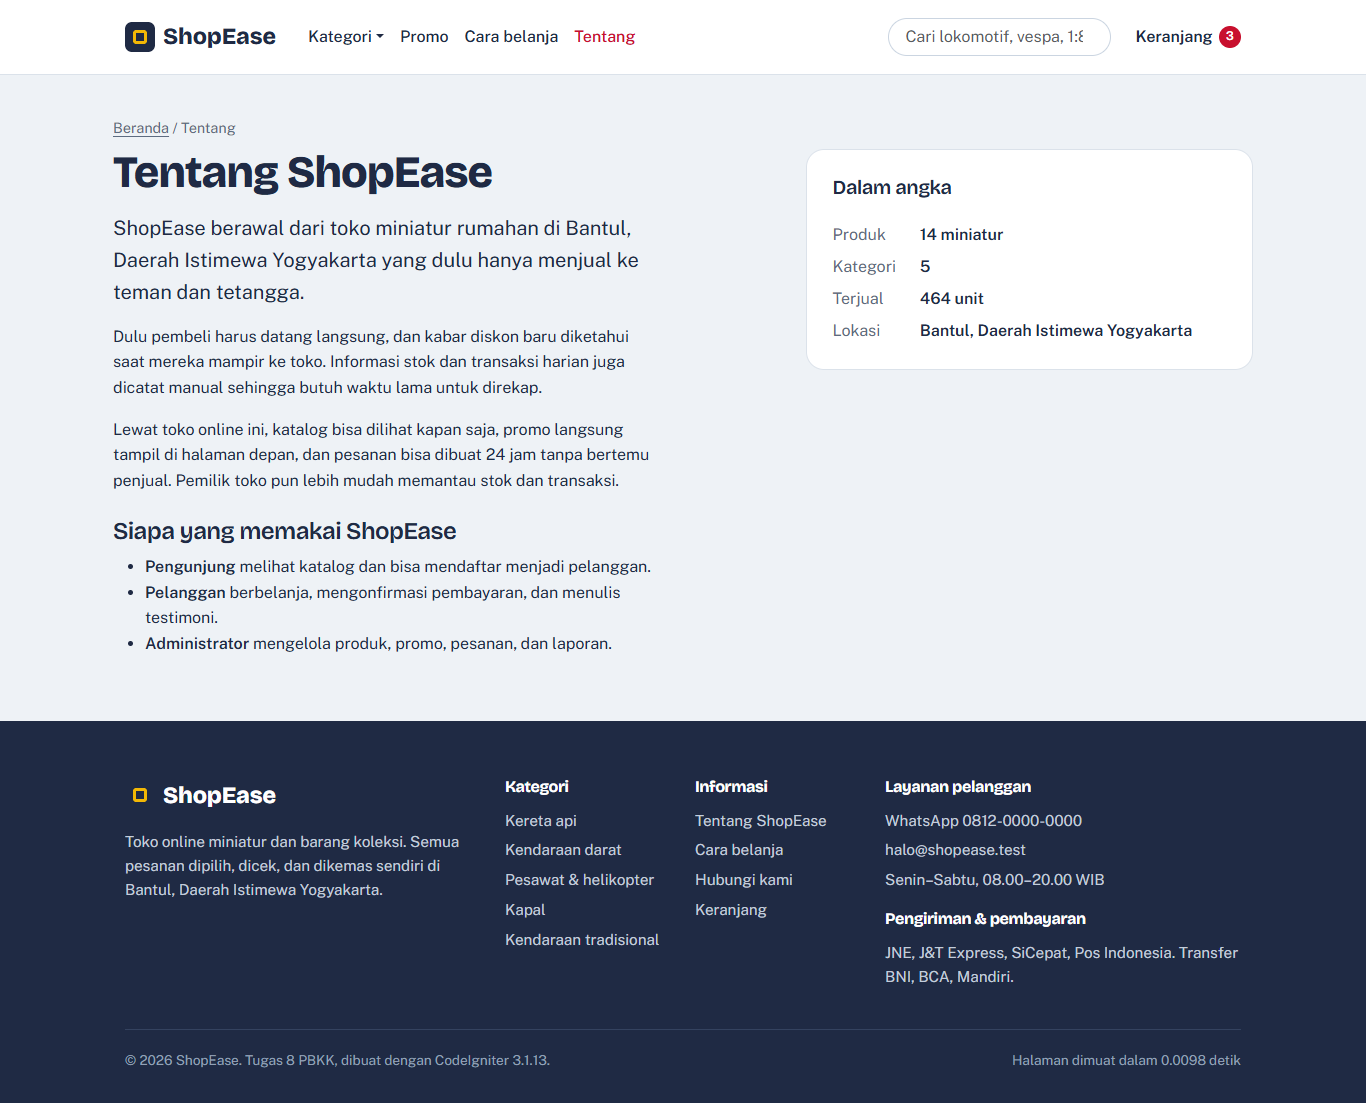 ShopEase
Kategori
Promo
Cara belanja
Tentang
Cari lokomotif, vespa, 1:8
Keranjang 3
Beranda / Tentang
Tentang ShopEase
ShopEase berawal dari toko miniatur rumahan di Bantul,
Daerah Istimewa Yogyakarta yang dulu hanya menjual ke
teman dan tetangga.
Dulu pembeli harus datang langsung, dan kabar diskon baru diketahui
saat mereka mampir ke toko. Informasi stok dan transaksi harian juga
dicatat manual sehingga butuh waktu lama untuk direkap.
Lewat toko online ini, katalog bisa dilihat kapan saja, promo langsung
tampil di halaman depan, dan pesanan bisa dibuat 24 jam tanpa bertemu
penjual. Pemilik toko pun lebih mudah memantau stok dan transaksi.
Siapa yang memakai ShopEase
• Pengunjung melihat katalog dan bisa mendaftar menjadi pelanggan.
• Pelanggan berbelanja, mengonfirmasi pembayaran, dan menulis
testimoni.
• Administrator mengelola produk, promo, pesanan, dan laporan.
Dalam angka
Produk 14 miniatur
Kategori 5
Terjual 464 unit
Lokasi Bantul, Daerah Istimewa Yogyakarta
ShopEase
Toko online miniatur dan barang koleksi. Semua
pesanan dipilih, dicek, dan dikemas sendiri di
Bantul, Daerah Istimewa Yogyakarta.
Kategori
Kereta api
Kendaraan darat
Pesawat & helikopter
Kapal
Kendaraan tradisional
Informasi
Tentang ShopEase
Cara belanja
Hubungi kami
Keranjang
Layanan pelanggan
WhatsApp 0812-0000-0000
halo@shopease.test
Senin–Sabtu, 08.00–20.00 WIB
Pengiriman & pembayaran
JNE, J&T Express, SiCepat, Pos Indonesia. Transfer
BNI, BCA, Mandiri.
© 2026 ShopEase. Tugas 8 PBKK, dibuat dengan CodeIgniter 3.1.13.
Halaman dimuat dalam 0.0098 detik